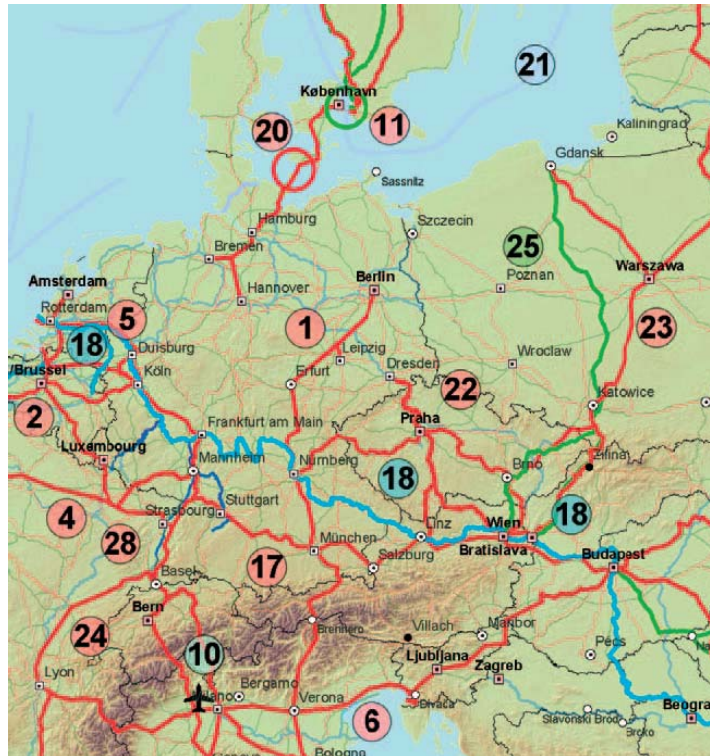 21
København
20
11
Kaliningrad
Gdansk
Sassnitz
Hamburg
Szczecin
Bremen
25
Warszawa
Berlin
Poznan
Amsterdam
Hannover
Rotterdam
5
1
23
18
Duisburg
Leipzig
Wroclaw
/Brussel
Köln
Erfurt
Dresden
22
2
Katowice
Praha
Frankfurt am Main
Luxembourg
Mannheim
Nürnberg
Brno
Zilina
18
4
Stuttgart
Strasbourg
18
28
Linz
Wien
München
Bratislava
17
Salzburg
Budapest
Basel
Bern
Brennero
Villach
Maribor
24
10
Pécs
Ljubljana
Lyon
Zagreb
Bergamo
Milano
Verona
Divaca
6
Slavonski Brod
Beogra
Brcko
Bologno